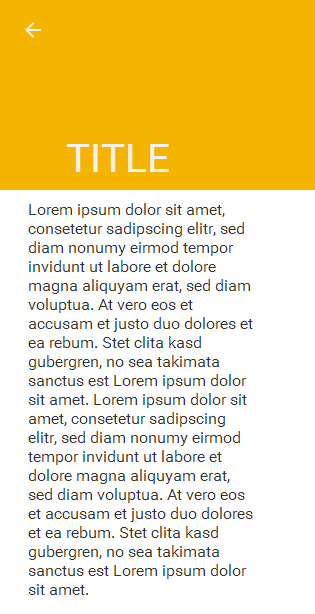 TITLE
Lorem ipsum dolor sit amet,
consetetur sadipscing elitr, sed
diam nonumy eirmod tempor
invidunt ut labore et dolore
magna aliquyam erat, sed diam
voluptua. At vero eos et
accusam et justo duo dolores et
ea rebum. Stet clita kasd
gubergren, no sea takimata
sanctus est Lorem ipsum dolor
sit amet. Lorem ipsum dolor sit
amet, consetetur sadipscing
elitr, sed diam nonumy eirmod
tempor invidunt ut labore et
dolore magna aliquyam erat,
sed diam voluptua. At vero eos
et accusam et justo duo dolores
et ea rebum. Stet clita kasd
gubergren, no sea takimata
sanctus est Lorem ipsum dolor
sit amet.